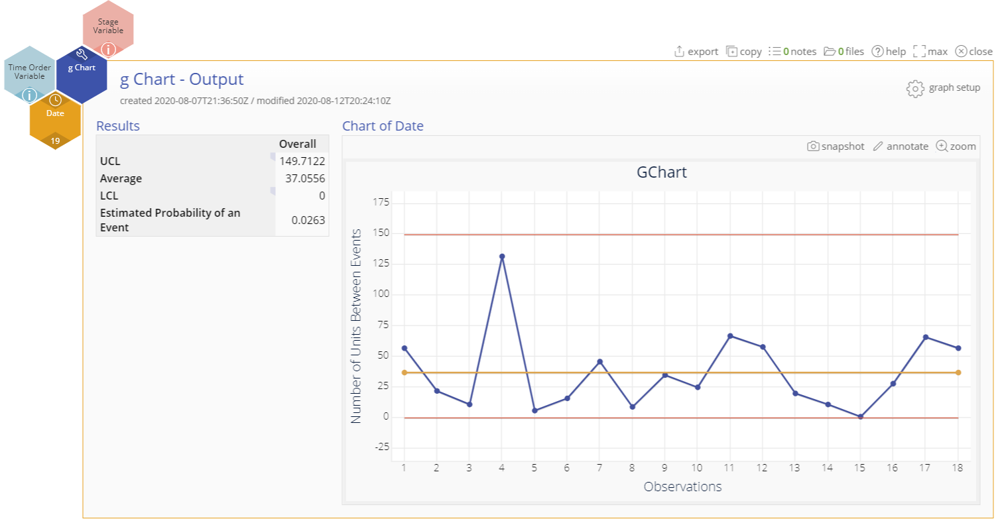 Stage
Variable
Time Order
Variable
g Chart
Date
19
export copy 0 notes 0 files help max close
g Chart - Output
graph setup
created 2020-08-07T21:36:50Z / modified 2020-08-12T20:24:10Z
Results
Overall
UCL 149.7122
Average 37.0556
LCL 0
Estimated Probability of an
Event 0.0263
Chart of Date
snapshot annotate zoom
GChart
Number of Units Between Events
175
150
125
100
75
50
25
0
-25
1 2 3 4 5 6 7 8 9 10 11 12 13 14 15 16 17 18
Observations